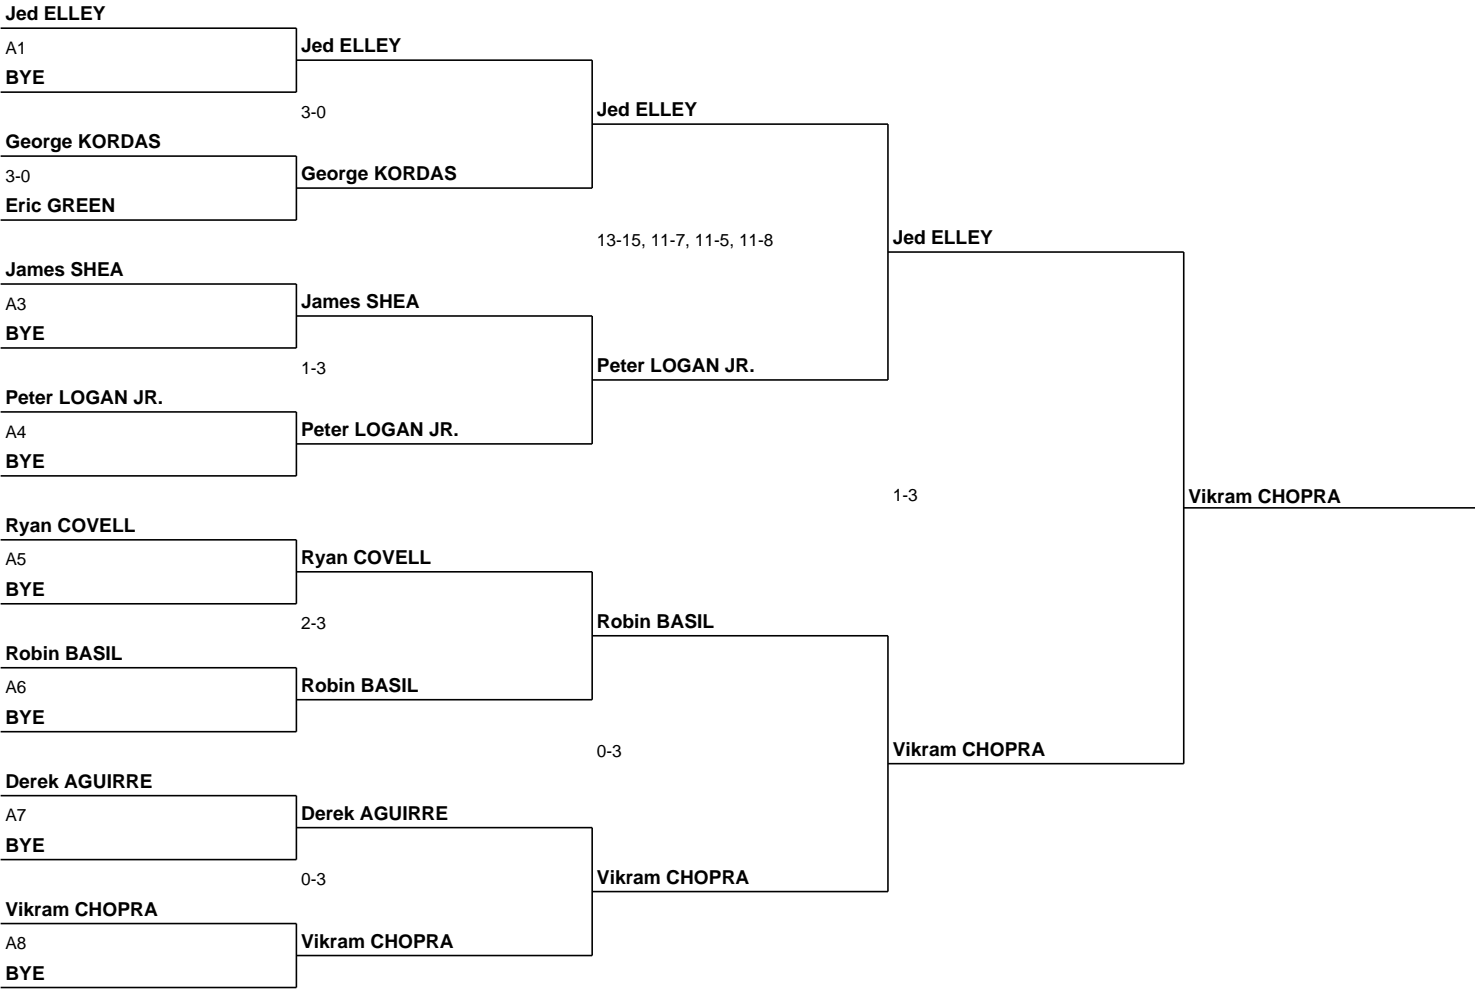 Jed ELLEY
A1
BYE
George KORDAS
3-0
Eric GREEN
James SHEA
A3
BYE
Peter LOGAN JR.
A4
BYE
Ryan COVELL
A5
BYE
Robin BASIL
A6
BYE
Derek AGUIRRE
A7
BYE
Vikram CHOPRA
A8
BYE
Jed ELLEY
3-0
George KORDAS
James SHEA
1-3
Peter LOGAN JR.
Ryan COVELL
2-3
Robin BASIL
Derek AGUIRRE
0-3
Vikram CHOPRA
Jed ELLEY
13-15, 11-7, 11-5, 11-8
Peter LOGAN JR.
Robin BASIL
0-3
Vikram CHOPRA
Jed ELLEY
1-3
Vikram CHOPRA
Vikram CHOPRA